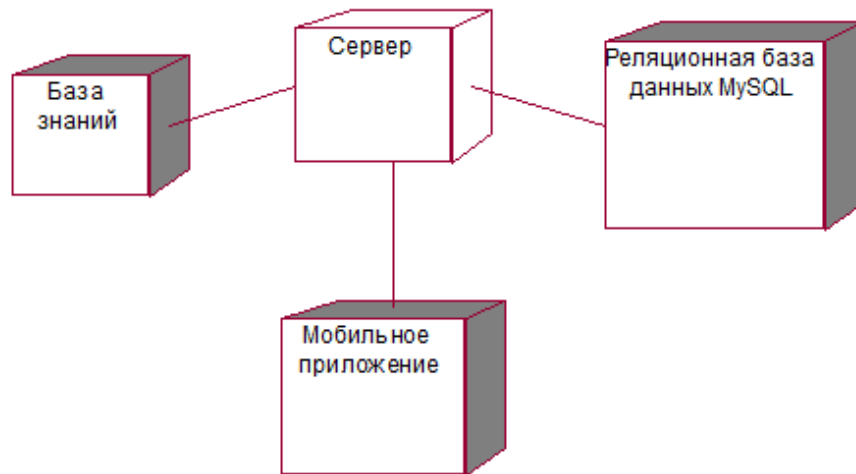 Сервер
База
знаний
Реляционная база
данных MySQL
Мобильное
приложение